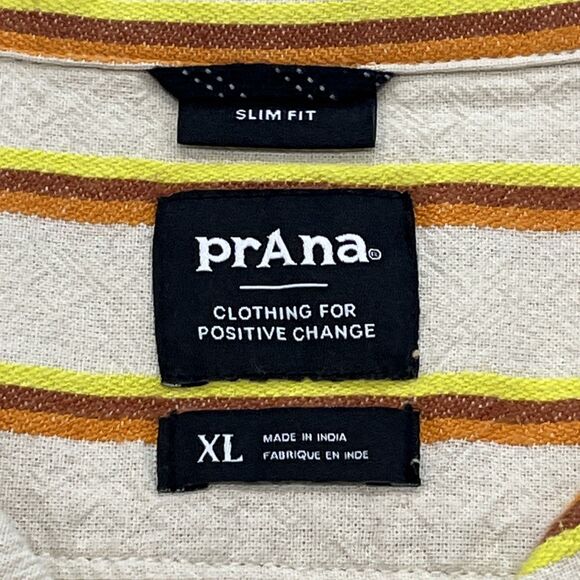 SLIM FIT
prAna
CLOTHING FOR
POSITIVE CHANGE
XL
MADE IN INDIA
FABRIQUE EN INDE